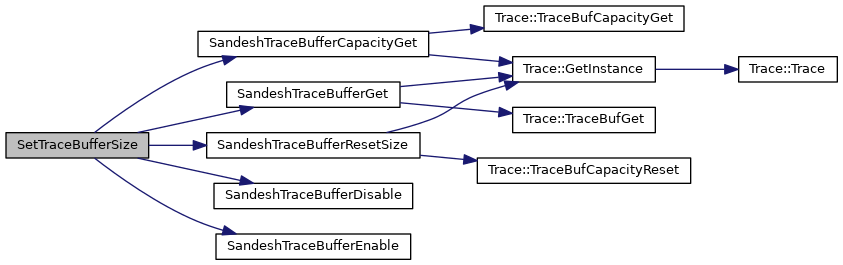 Trace::TraceBufCapacityGet
SandeshTraceBufferCapacityGet
Trace::GetInstance
Trace::Trace
SandeshTraceBufferGet
Trace::TraceBufGet
SetTraceBufferSize
SandeshTraceBufferResetSize
Trace::TraceBufCapacityReset
SandeshTraceBufferDisable
SandeshTraceBufferEnable